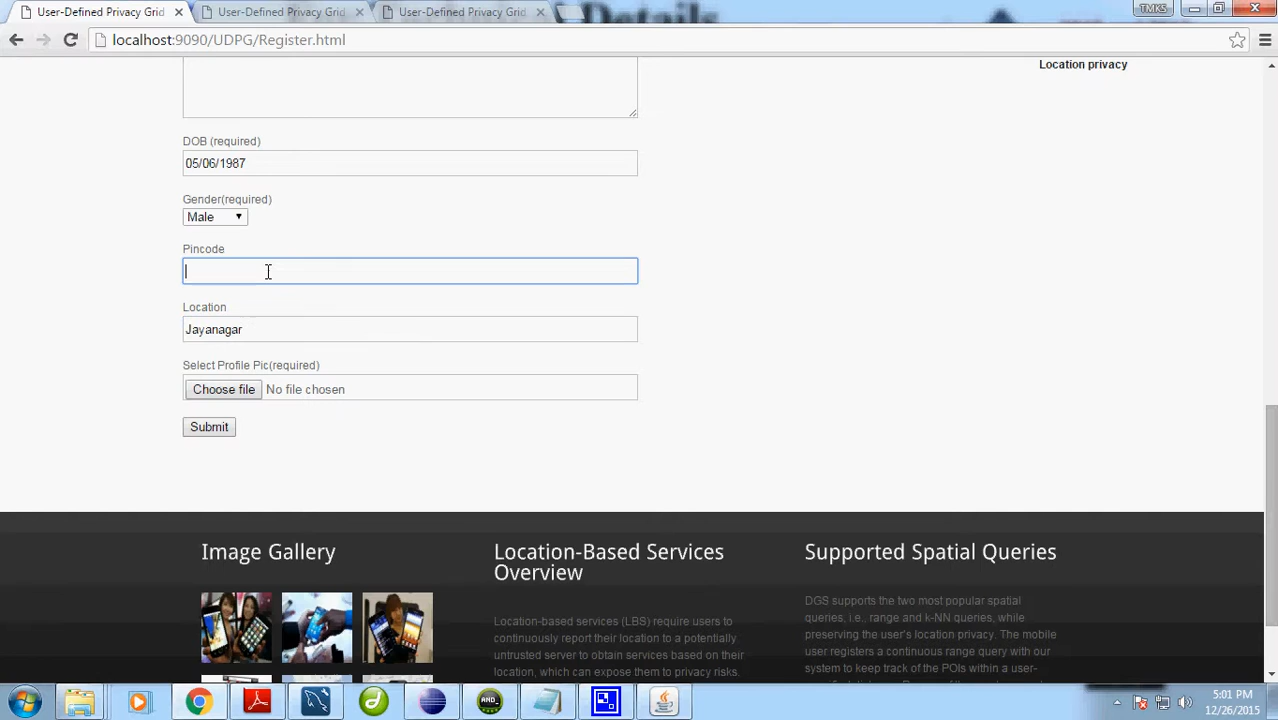 User-Defined Privacy Grid
User-Defined Privacy Grid
User-Defined Privacy Grid
Details
TMKS
localhost:9090/UDPG/Register.html
Location privacy
DOB (required)
05/06/1987
Gender(required)
Male
Pincode
Location
Jayanagar
Select Profile Pic(required)
Choose file No file chosen
Submit
Image Gallery
Location-Based Services
Overview
Location-based services (LBS) require users to
continuously report their location to a potentially
untrusted server to obtain services based on their
location, which can expose them to privacy risks.
Supported Spatial Queries
DGS supports the two most popular spatial
queries, i.e., range and k-NN queries, while
preserving the user's location privacy. The mobile
user registers a continuous range query with our
system to keep track of the POIs within a user-
5:01 PM
12/26/2015